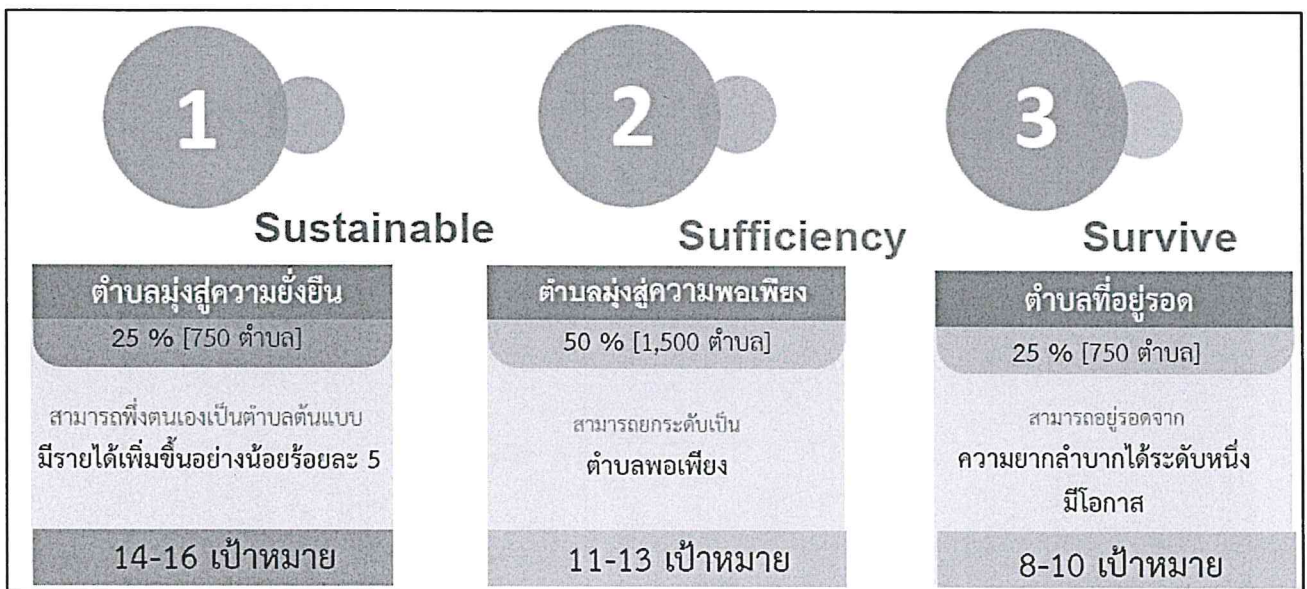 1
Sustainable
ตำบลมุ่งสู่ความยั่งยืน
25 % [750 ตำบล]
สามารถพึ่งตนเองเป็นตำบลต้นแบบ
มีรายได้เพิ่มขึ้นอย่างน้อยร้อยละ 5
14-16 เป้าหมาย
2
Sufficiency
ตำบลมุ่งสู่ความพอเพียง
50 % [1,500 ตำบล]
สามารถยกระดับเป็น
ตำบลพอเพียง
11-13 เป้าหมาย
3
Survive
ตำบลที่อยู่รอด
25 % [750 ตำบล]
สามารถอยู่รอดจาก
ความยากลำบากได้ระดับหนึ่ง
มีโอกาส
8-10 เป้าหมาย